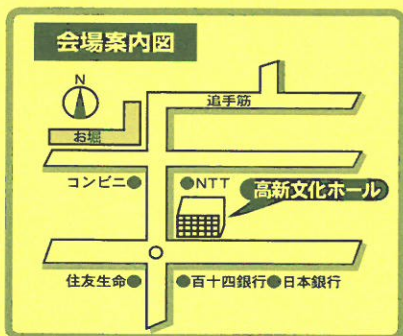 会場案内図
N
追手筋
お堀
コンビニ●
●NTT
高新文化ホール
住友生命●
●百十四銀行
●日本銀行